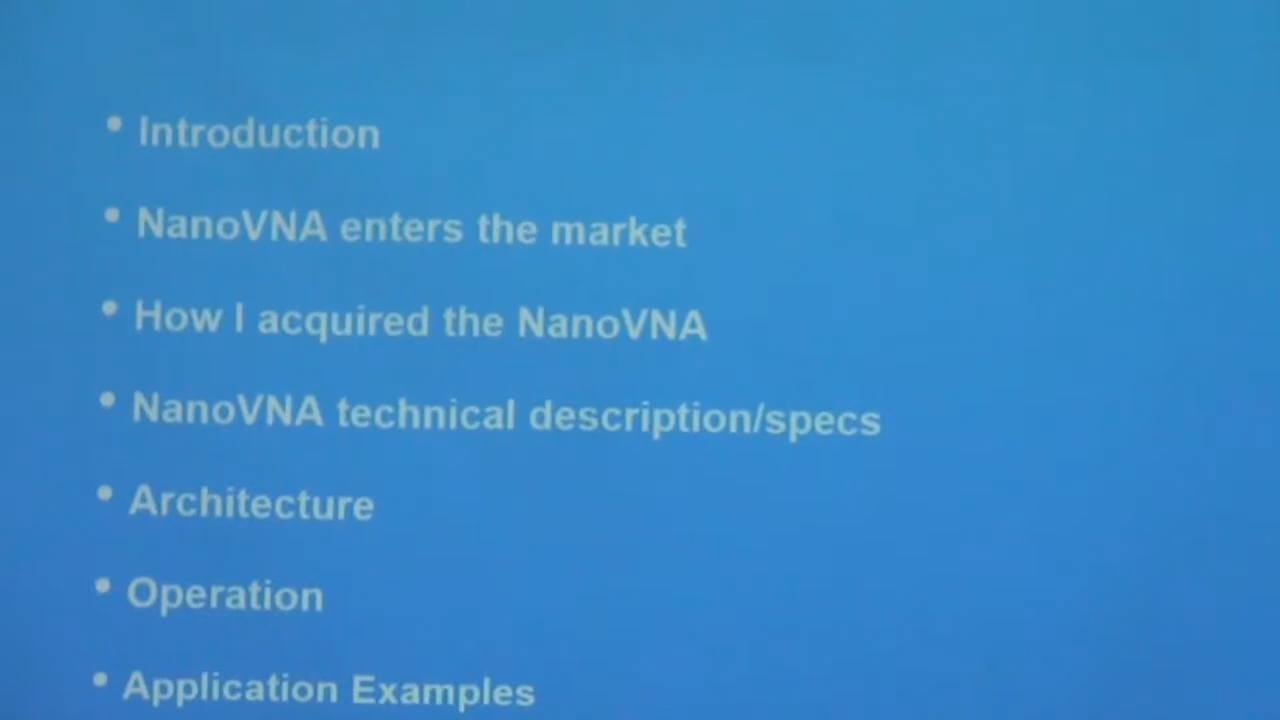 • Introduction
• NanoVNA enters the market
• How I acquired the NanoVNA
• NanoVNA technical description/specs
• Architecture
• Operation
• Application Examples